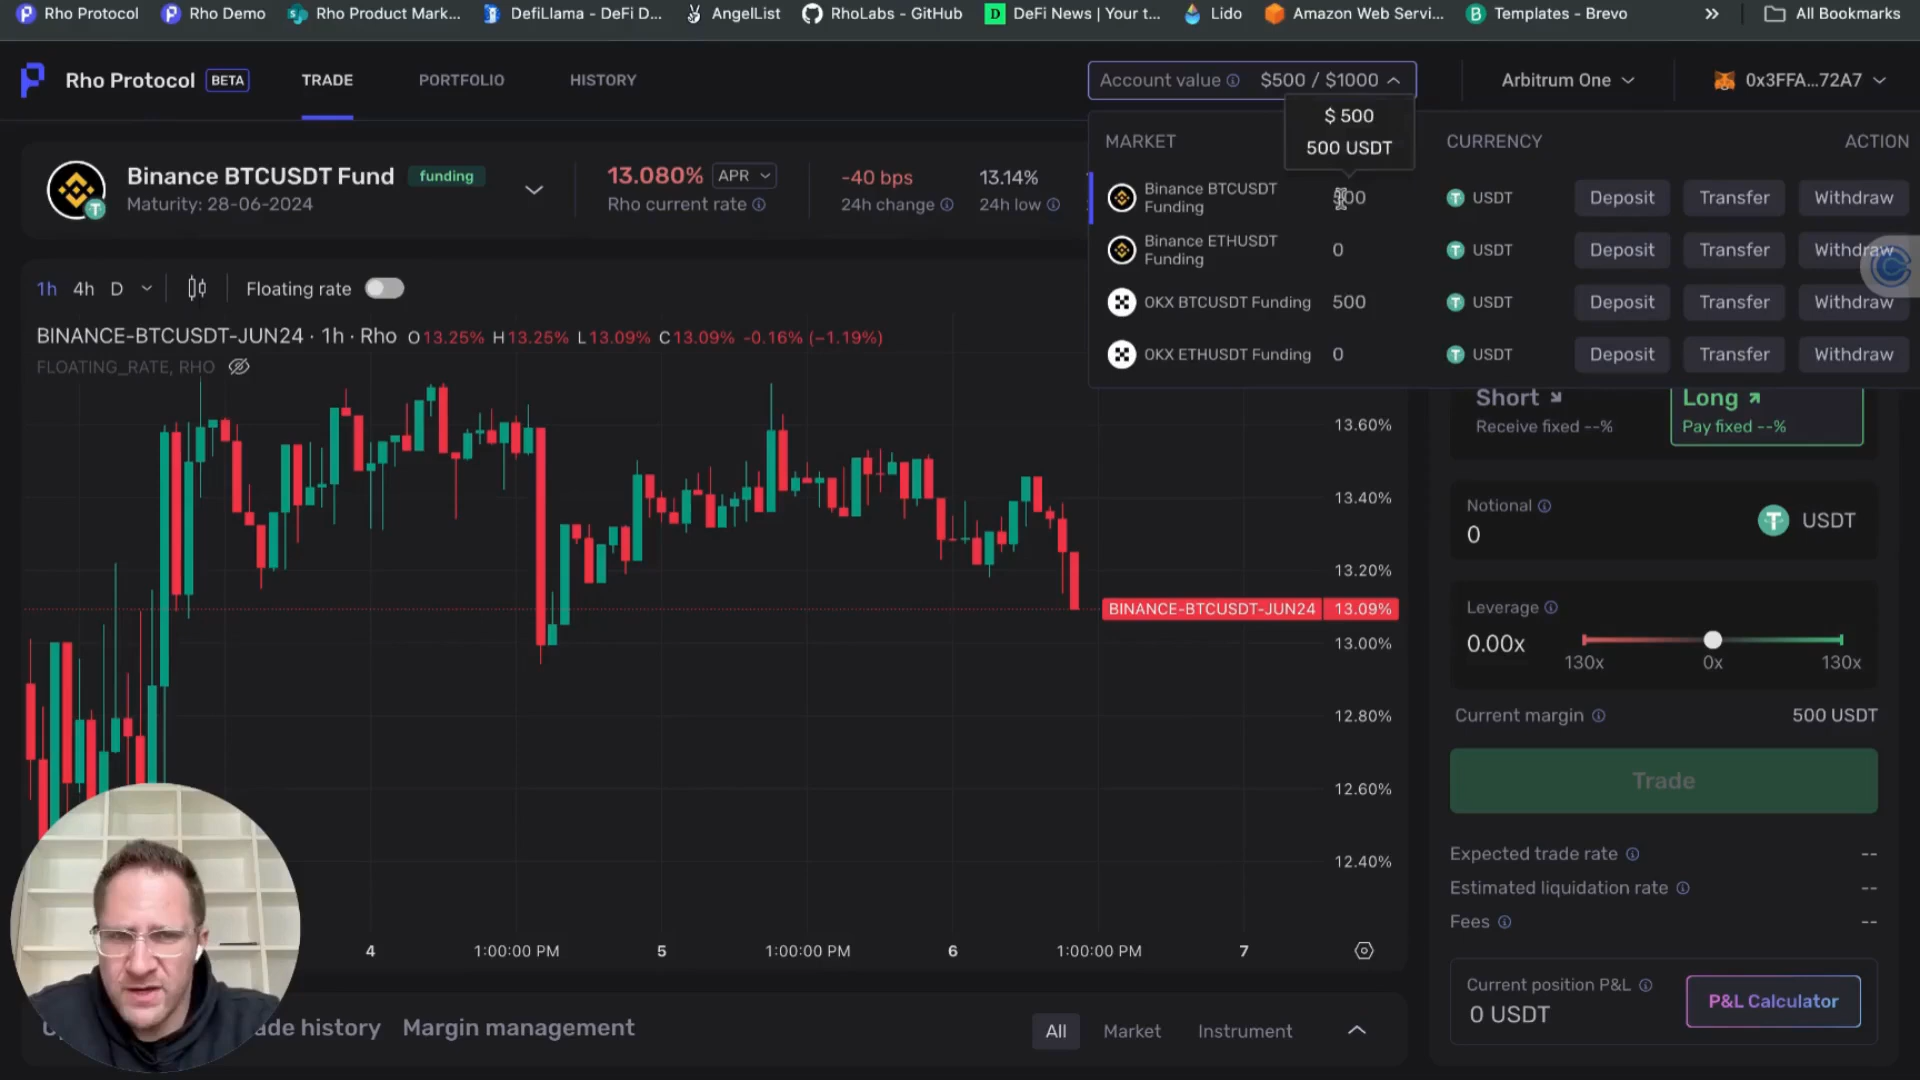 Rho Protocol
Rho Demo
Rho Product Mark...
DefiLlama - DeFi D...
AngelList
RhoLabs - GitHub
D
DeFi News | Your t...
Lido
Amazon Web Servi...
B
Templates - Brevo
All Bookmarks
Rho Protocol BETA
TRADE
PORTFOLIO
HISTORY
Account value $500 / $1000
Arbitrum One
0x3FFA...72A7
$ 500
500 USDT
MARKET
CURRENCY
ACTION
Binance BTCUSDT
Funding
USDT
Deposit
Transfer
Withdraw
Binance ETHUSDT
Funding
0
USDT
Deposit
Transfer
Withdraw
OKX BTCUSDT Funding
500
USDT
Deposit
Transfer
Withdraw
OKX ETHUSDT Funding
0
USDT
Deposit
Transfer
Withdraw
Binance BTCUSDT Fund funding
Maturity: 28-06-2024
13.080% APR
Rho current rate
-40 bps
24h change
13.14%
24h low
1h 4h D
Floating rate
BINANCE-BTCUSDT-JUN24 · 1h · Rho O13.25% H13.25% L13.09% C13.09% -0.16% (−1.19%)
FLOATING_RATE, RHO
13.60%
13.40%
13.20%
BINANCE-BTCUSDT-JUN24 13.09%
13.00%
12.80%
12.60%
12.40%
4
1:00:00 PM
5
1:00:00 PM
6
1:00:00 PM
7
Short
Receive fixed --%
Long
Pay fixed --%
Notional
0
USDT
Leverage
0.00x
130x
0x
130x
Current margin
500 USDT
Trade
Expected trade rate
--
Estimated liquidation rate
--
Fees
--
Current position P&L
0 USDT
P&L Calculator
ade history
Margin management
All
Market
Instrument